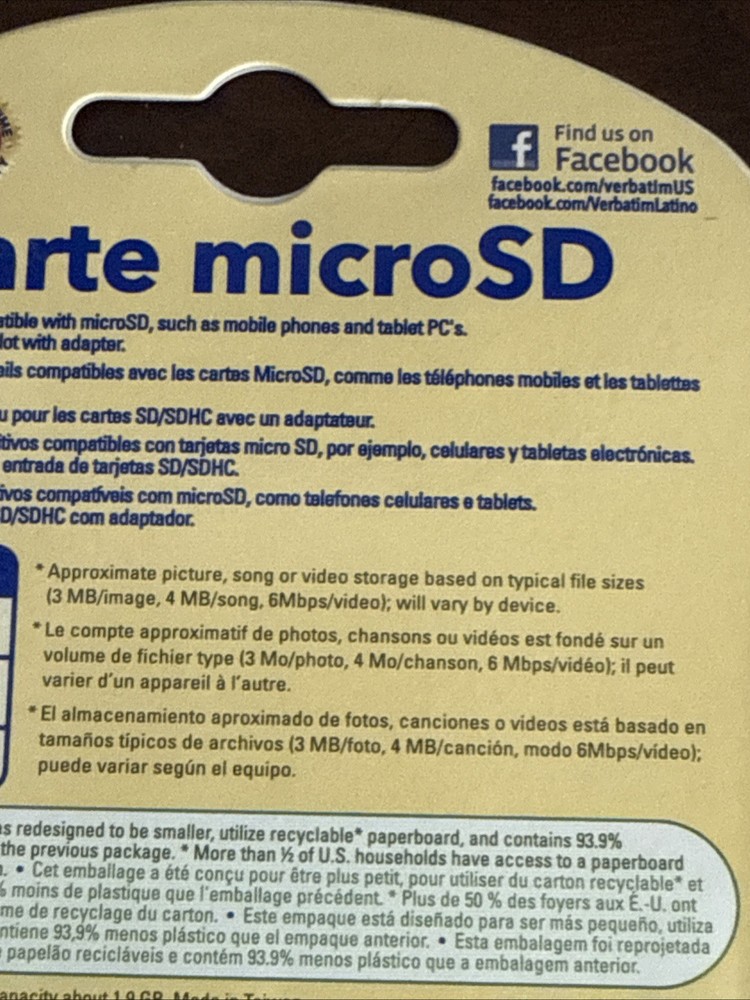 Find us on
Facebook
facebook.com/verbatimUS
facebook.com/VerbatimLatino
arte microSD
atible with microSD, such as mobile phones and tablet PC's.
lot with adapter.
eils compatibles avec les cartes MicroSD, comme les téléphones mobiles et les tablettes
u pour les cartes SD/SDHC avec un adaptateur.
itivos compatibles con tarjetas micro SD, por ejemplo, celulares y tabletas electrónicas.
entrada de tarjetas SD/SDHC.
ivos compatíveis com microSD, como telefones celulares e tablets.
D/SDHC com adaptador.
* Approximate picture, song or video storage based on typical file sizes
(3 MB/image, 4 MB/song, 6Mbps/video); will vary by device.
* Le compte approximatif de photos, chansons ou vidéos est fondé sur un
volume de fichier type (3 Mo/photo, 4 Mo/chanson, 6 Mbps/vidéo); il peut
varier d'un appareil à l'autre.
* El almacenamiento aproximado de fotos, canciones o videos está basado en
tamaños típicos de archivos (3 MB/foto, 4 MB/canción, modo 6Mbps/vídeo);
puede variar según el equipo.
as redesigned to be smaller, utilize recyclable* paperboard, and contains 93.9%
the previous package. * More than ½ of U.S. households have access to a paperboard
. • Cet emballage a été conçu pour être plus petit, pour utiliser du carton recyclable* et
% moins de plastique que l'emballage précédent. * Plus de 50 % des foyers aux É.-U. ont
me de recyclage du carton. • Este empaque está diseñado para ser más pequeño, utiliza
ntiene 93,9% menos plástico que el empaque anterior. • Esta embalagem foi reprojetada
papelão recicláveis e contém 93.9% menos plástico que a embalagem anterior.
apacity about 1.9 GB. Made in Taiwan